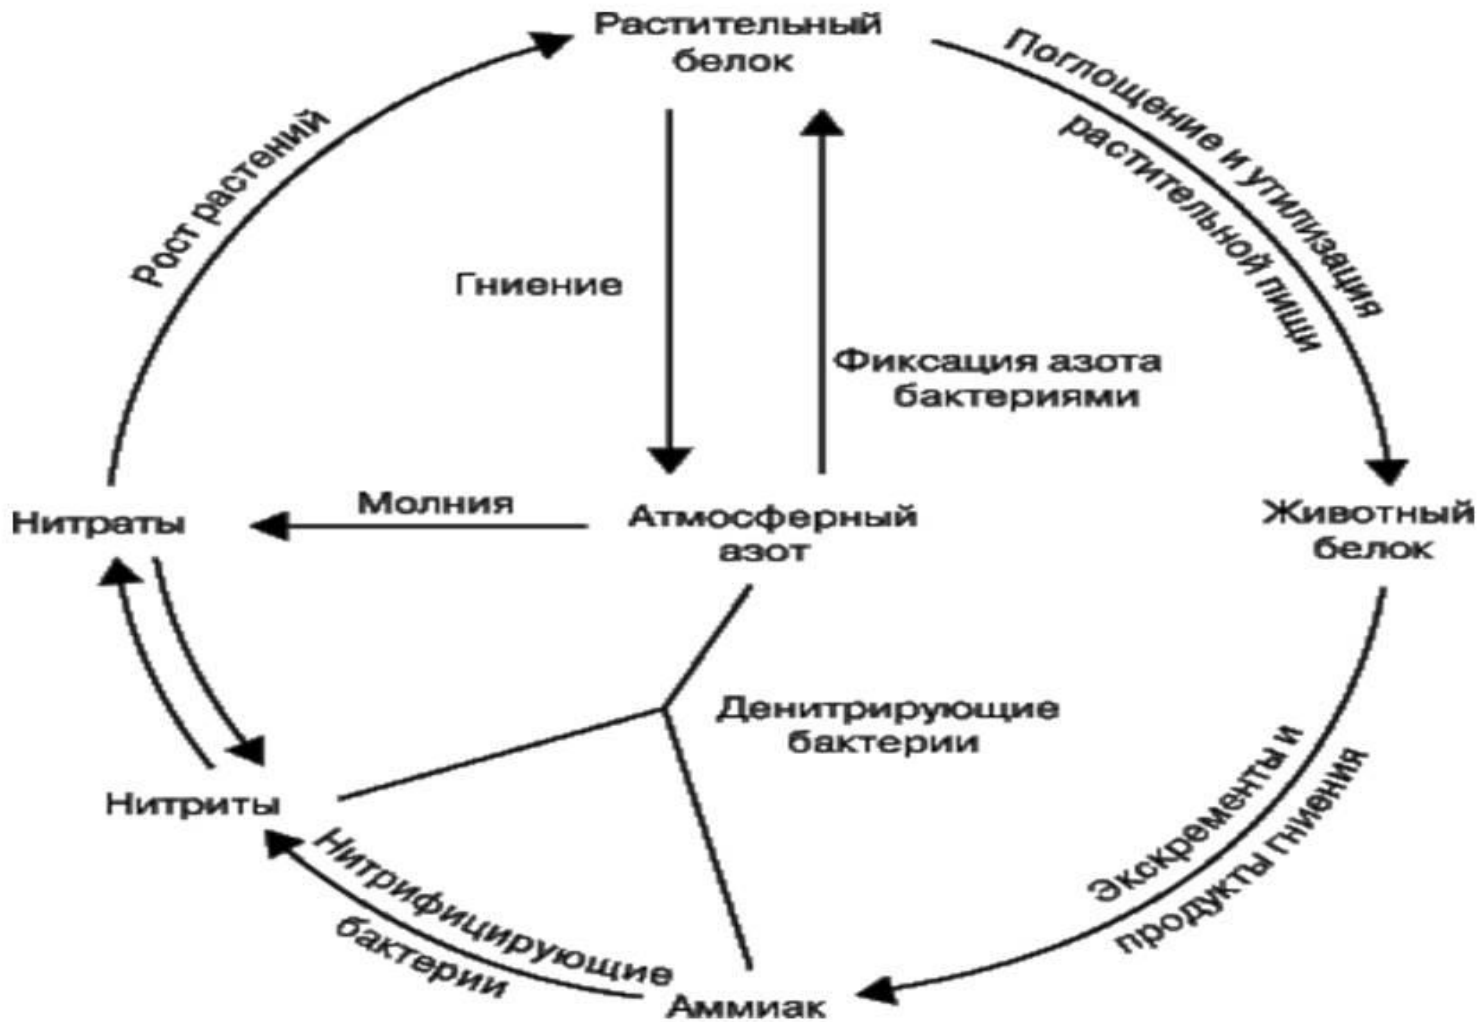 Растительный
белок
Поглощение и утилизация
растительной пищи
Рост растений
Гниение
Фиксация азота
бактериями
Нитраты
Молния
Атмосферный
азот
Животный
белок
Денитрирующие
бактерии
Нитриты
Экскременты и
продукты гниения
Нитрифицирующие
бактерии
Аммиак